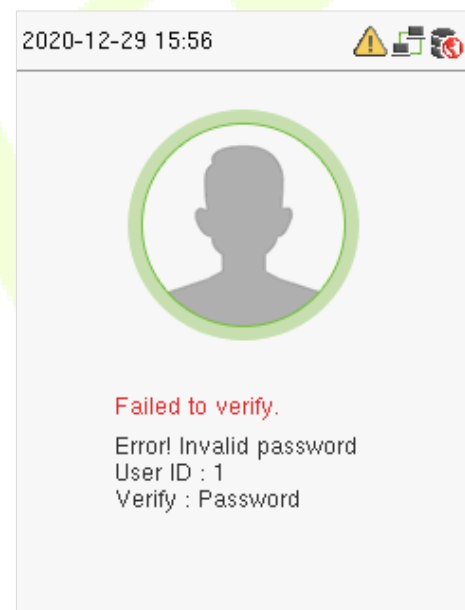 2020-12-29 15:56
Failed to verify.
Error! Invalid password
User ID : 1
Verify : Password